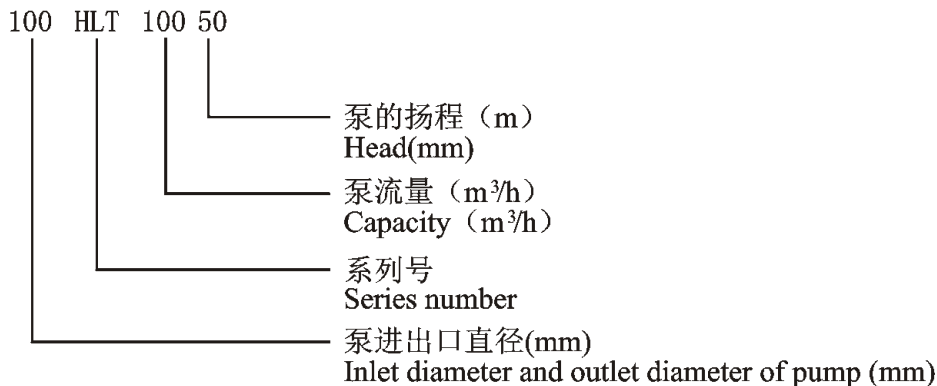 100 HLT 100 50
泵的扬程（m）
Head(mm)
泵流量（m³/h）
Capacity（m³/h）
系列号
Series number
泵进出口直径(mm)
Inlet diameter and outlet diameter of pump (mm)